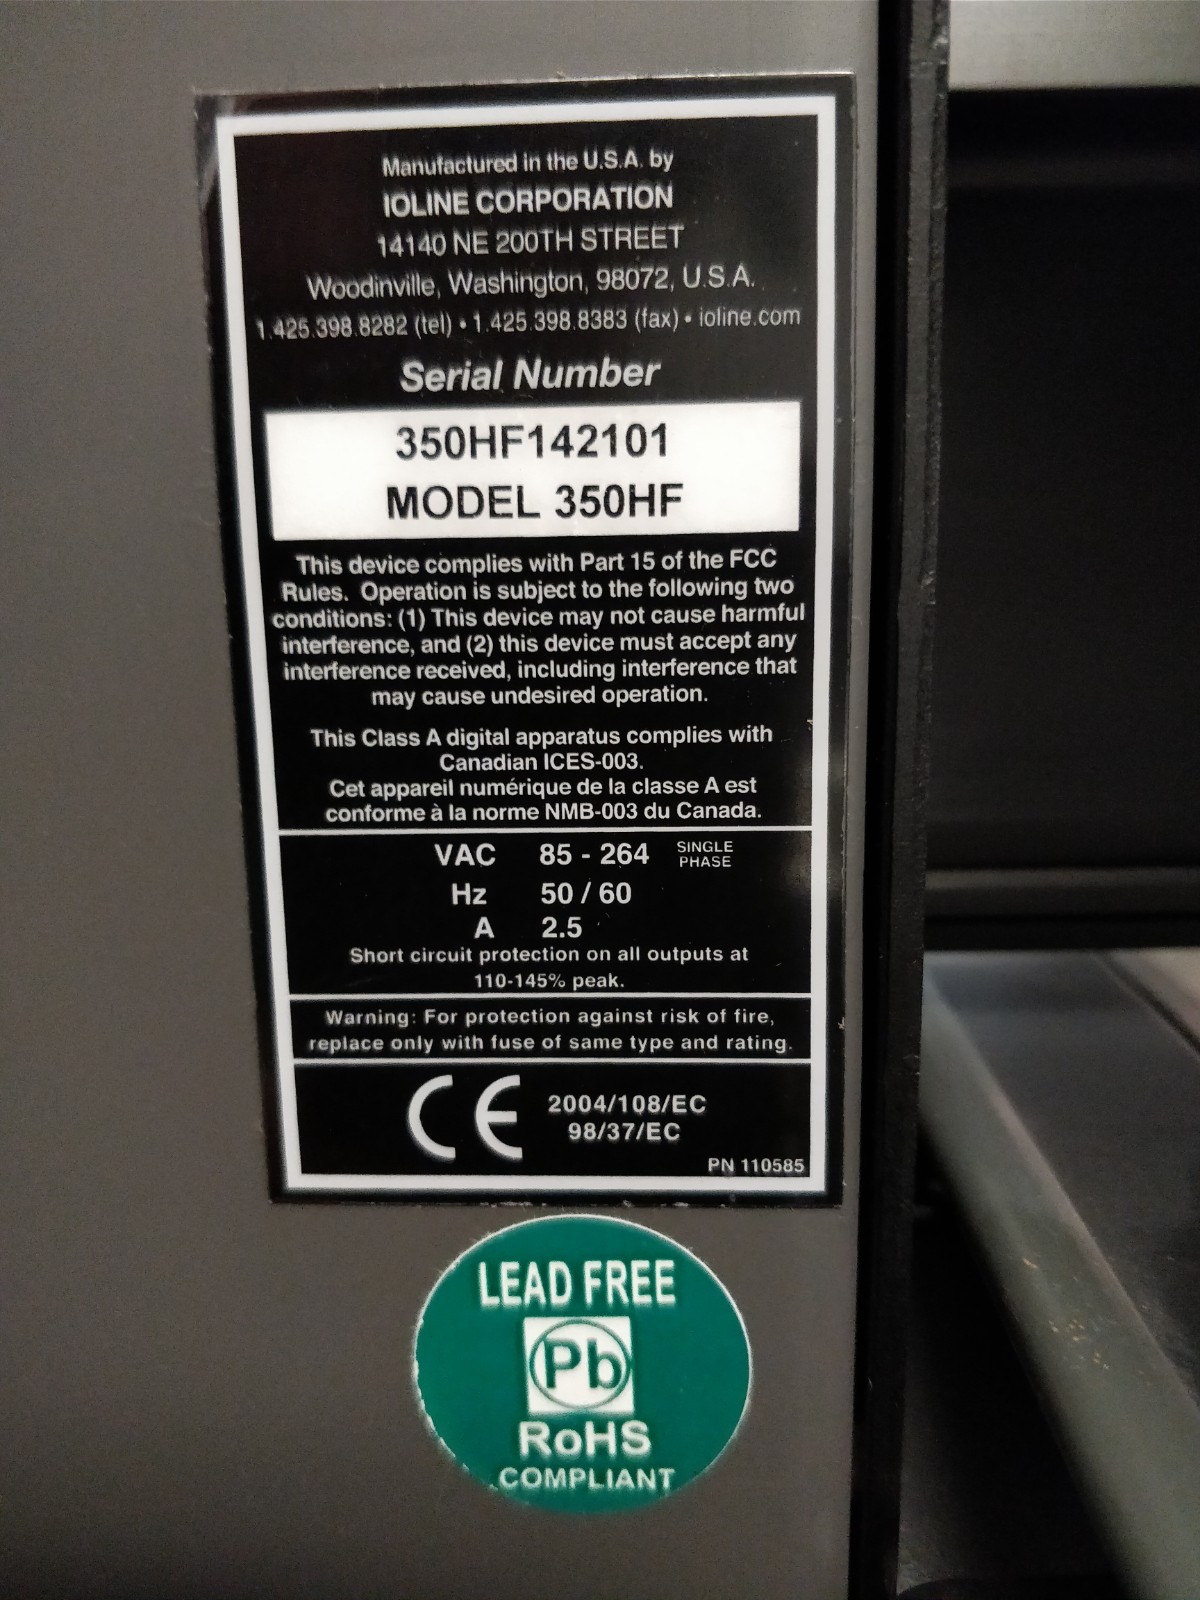 Manufactured in the U.S.A. by
IOLINE CORPORATION
14140 NE 200TH STREET
Woodinville, Washington, 98072, U.S.A.
1.425.398.8282 (tel) • 1.425.398.8383 (fax) • ioline.com
Serial Number
350HF142101
MODEL 350HF
This device complies with Part 15 of the FCC
Rules. Operation is subject to the following two
conditions: (1) This device may not cause harmful
interference, and (2) this device must accept any
interference received, including interference that
may cause undesired operation.
This Class A digital apparatus complies with
Canadian ICES-003.
Cet appareil numérique de la classe A est
conforme à la norme NMB-003 du Canada.
VAC 85 - 264 SINGLE PHASE
Hz 50 / 60
A 2.5
Short circuit protection on all outputs at
110-145% peak.
Warning: For protection against risk of fire,
replace only with fuse of same type and rating.
CE 2004/108/EC
98/37/EC
PN 110585
LEAD FREE
Pb
RoHS
COMPLIANT